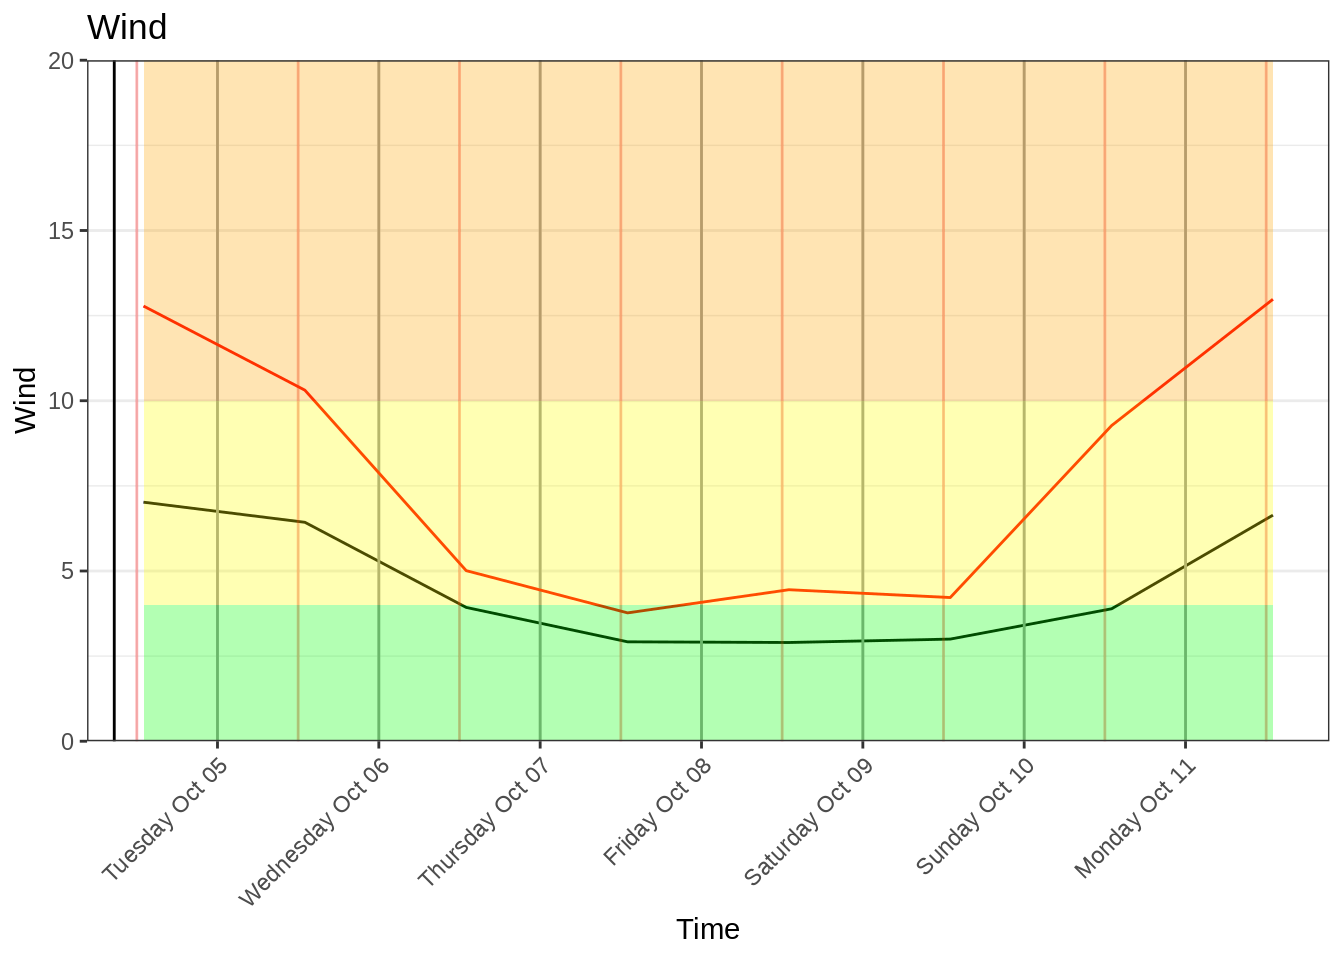 Wind
20
15
10
5
0
Wind
Tuesday Oct 05
Wednesday Oct 06
Thursday Oct 07
Friday Oct 08
Saturday Oct 09
Sunday Oct 10
Monday Oct 11
Time